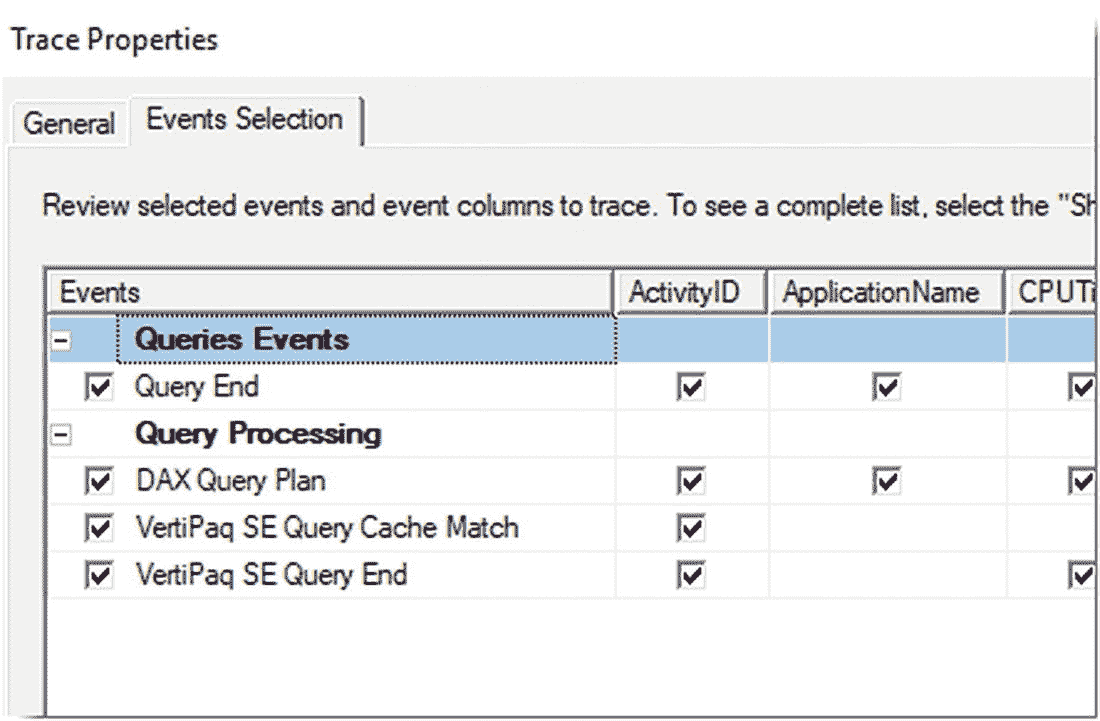 Trace Properties
General
Events Selection
Review selected events and event columns to trace. To see a complete list, select the "Sh
Events ActivityID ApplicationName CPUTi
Queries Events
Query End
Query Processing
DAX Query Plan
VertiPaq SE Query Cache Match
VertiPaq SE Query End